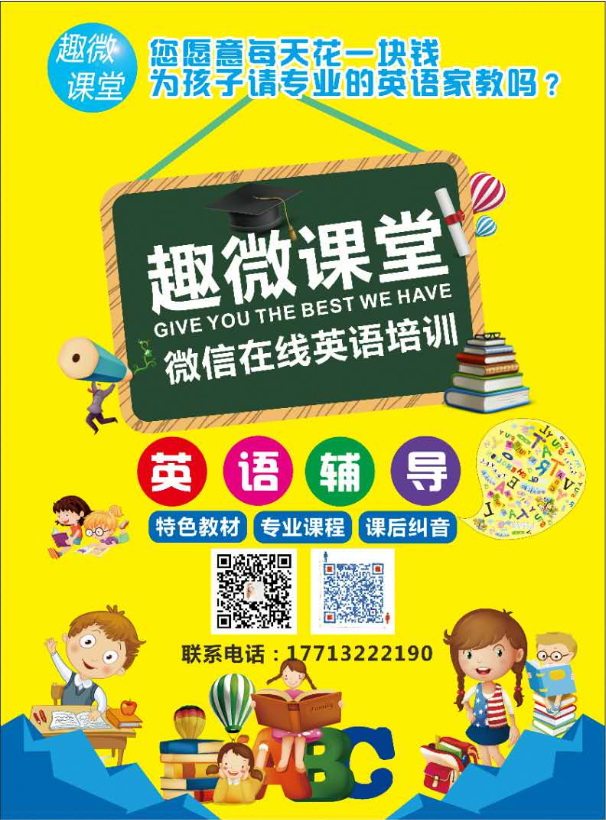 趣微
课堂
您愿意每天花一块钱
为孩子请专业的英语家教吗？
趣微课堂
GIVE YOU THE BEST WE HAVE
微信在线英语培训
英语辅导
特色教材 专业课程 课后纠音
联系电话：17713222190
Family
ABC